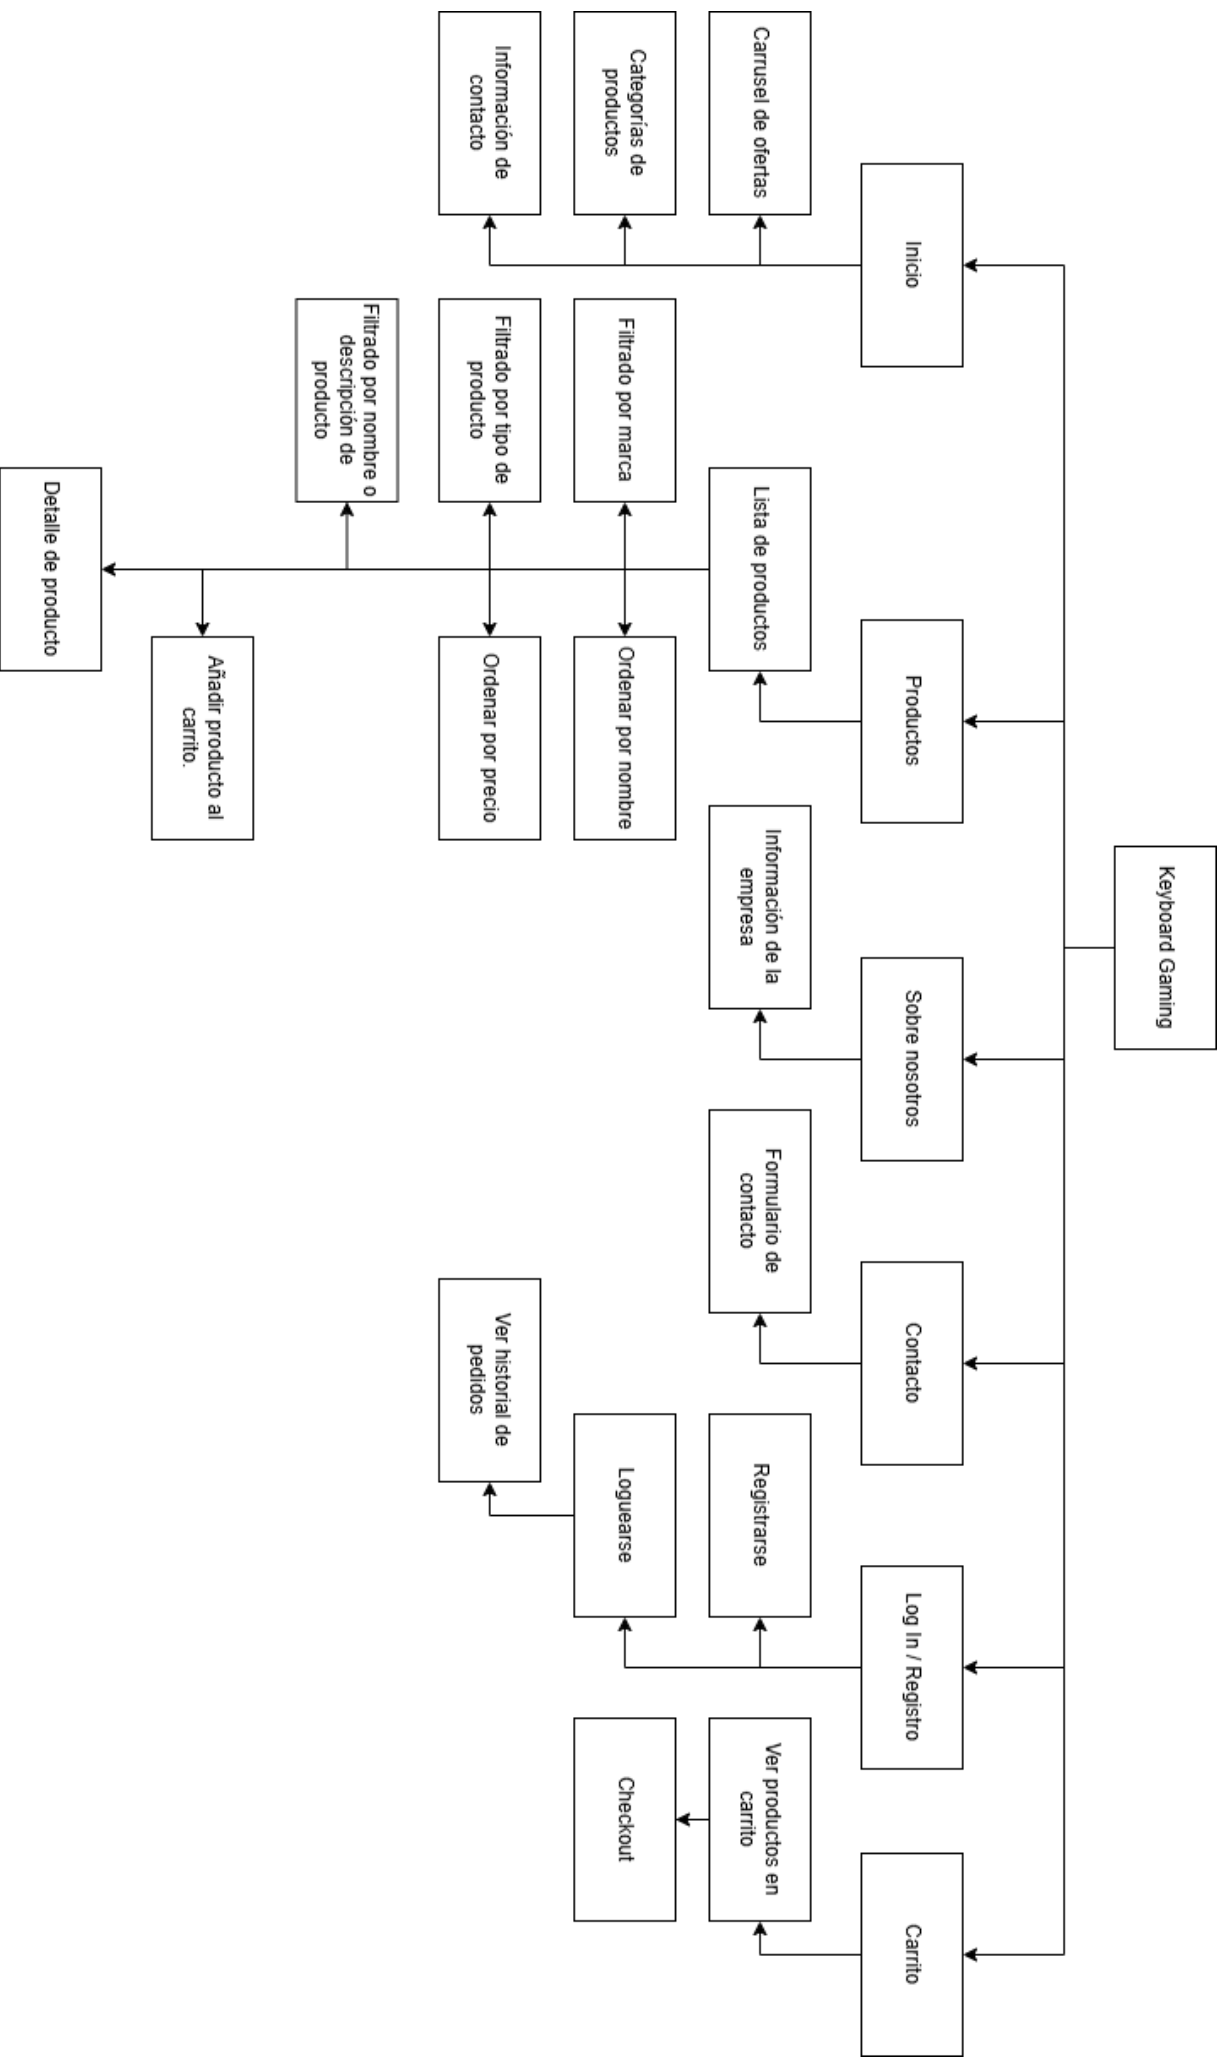 Keyboard Gaming
Inicio
Productos
Sobre nosotros
Contacto
Log In / Registro
Carrito
Carrusel de ofertas
Lista de productos
Información de la
empresa
Formulario de
contacto
Registrarse
Ver productos en
carrito
Categorías de
productos
Filtrado por marca
Ordenar por nombre
Loguearse
Checkout
Información de
contacto
Filtrado por tipo de
producto
Ordenar por precio
Ver historial de
pedidos
Filtrado por nombre o
descripción de
producto
Añadir producto al
carrito.
Detalle de producto